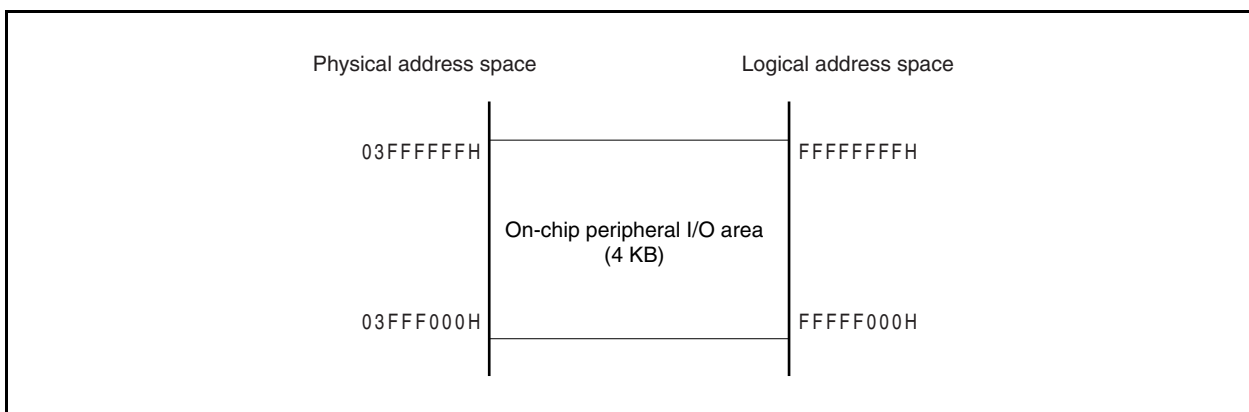 Physical address space
Logical address space
03FFFFFFH
FFFFFFFFH
On-chip peripheral I/O area
(4 KB)
03FFF000H
FFFFF000H